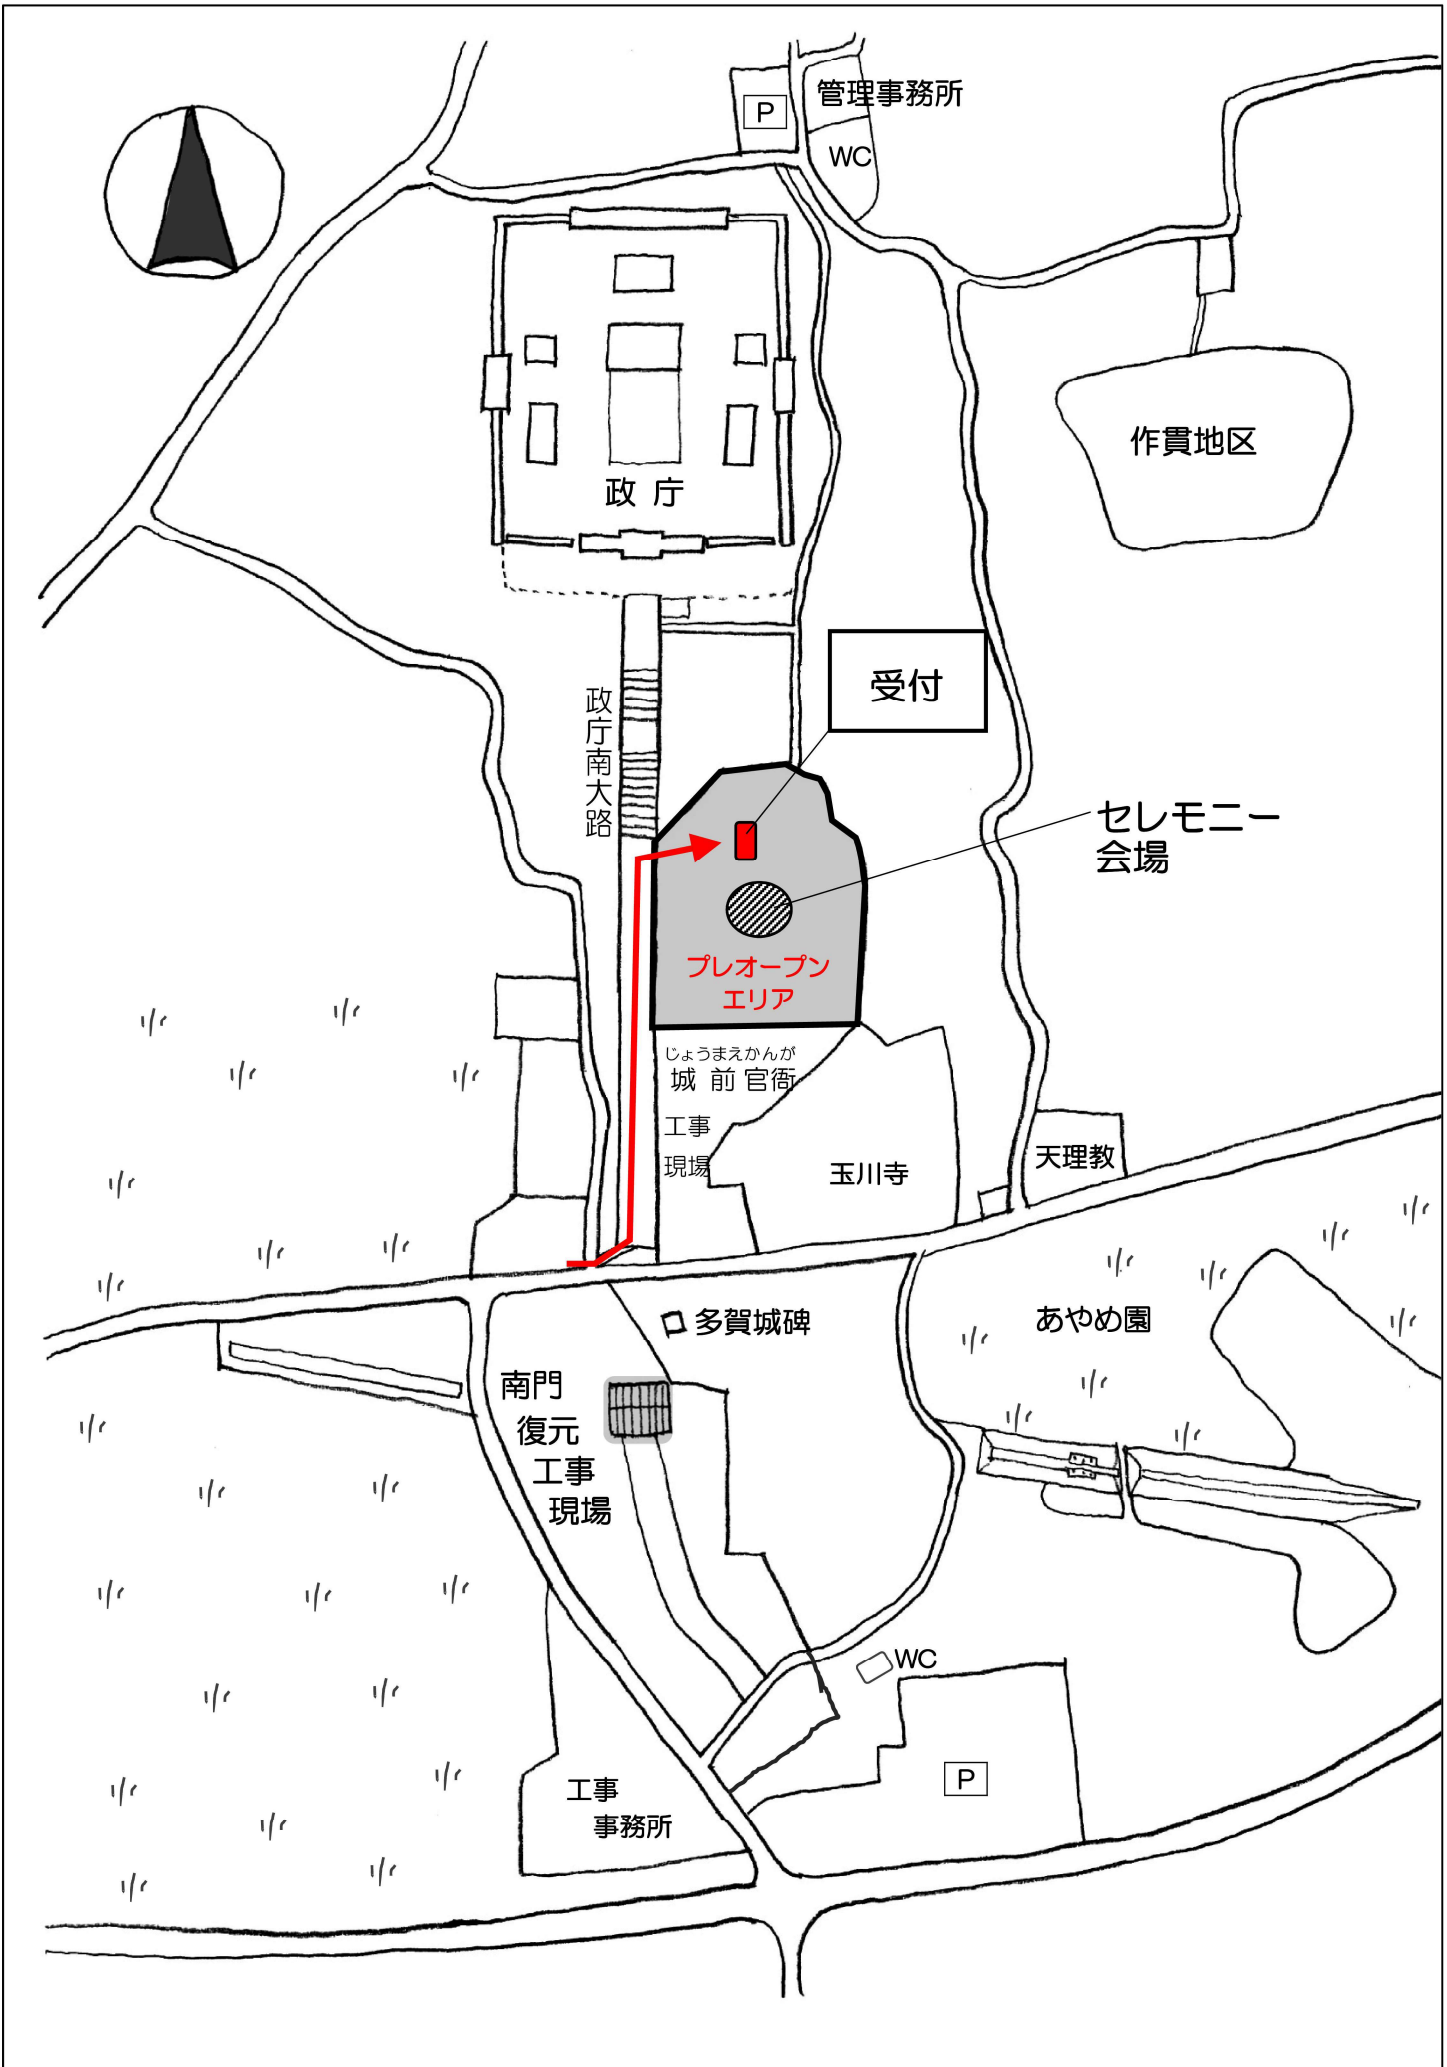 管理事務所
P
WC
作貫地区
政庁
受付
政庁南大路
セレモニー
会場
プレオープン
エリア
じょうまえかんが
城前官衙
工事
現場
玉川寺
天理教
多賀城碑
あやめ園
南門
復元
工事
現場
WC
P
工事
事務所